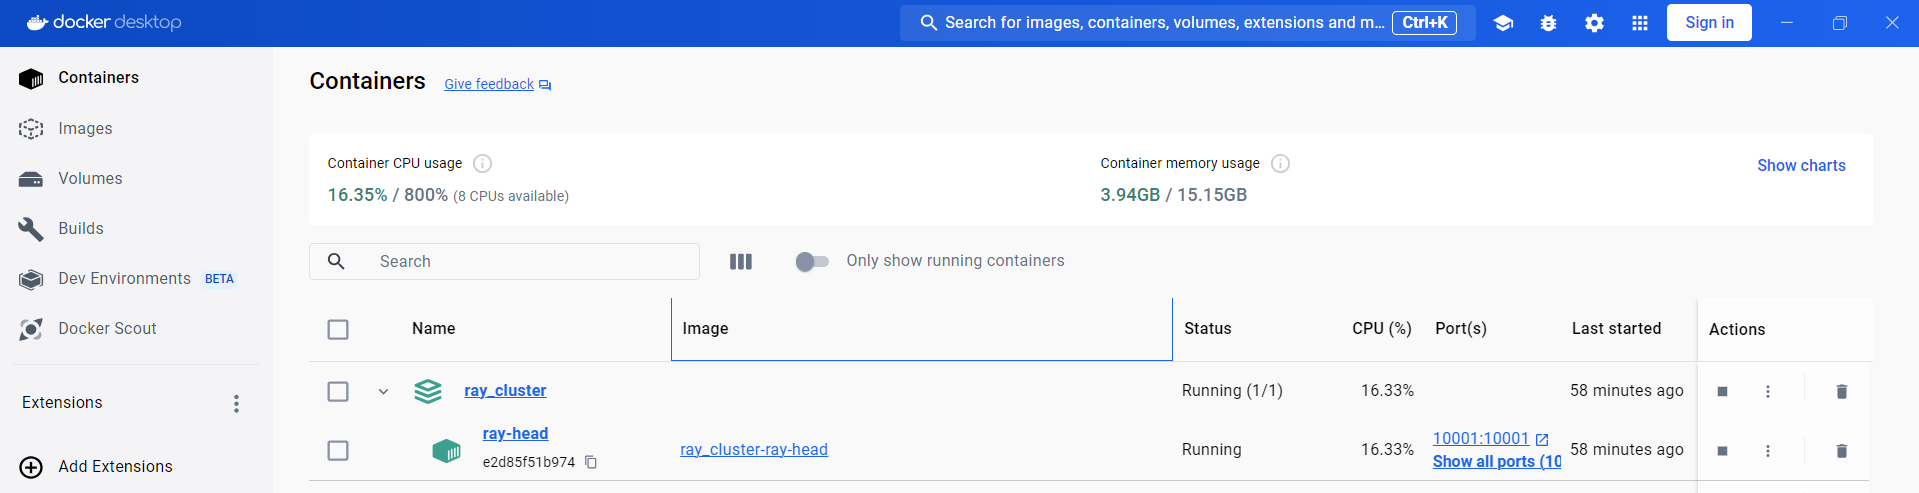 docker desktop
Search for images, containers, volumes, extensions and m... Ctrl+K
Sign in
Containers
Images
Volumes
Builds
Dev Environments BETA
Docker Scout
Extensions
Add Extensions
Containers Give feedback
Container CPU usage
16.35% / 800% (8 CPUs available)
Container memory usage
3.94GB / 15.15GB
Show charts
Search
Only show running containers
Name Image Status CPU (%) Port(s) Last started Actions
ray_cluster Running (1/1) 16.33% 58 minutes ago
ray-head
e2d85f51b974
ray_cluster-ray-head Running 16.33% 10001:10001 58 minutes ago
Show all ports (10